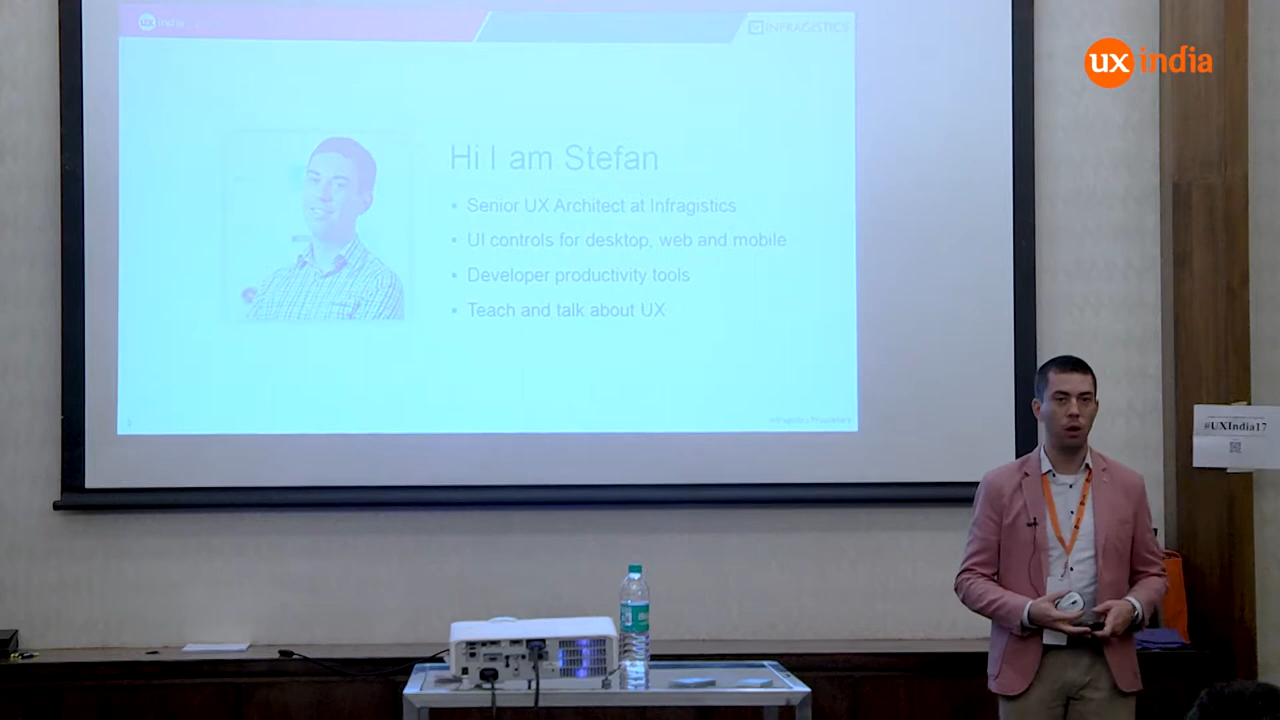 ux india
INFRAGISTICS
ux india
Hi I am Stefan
▪ Senior UX Architect at Infragistics
▪ UI controls for desktop, web and mobile
▪ Developer productivity tools
▪ Teach and talk about UX
#UXIndia17